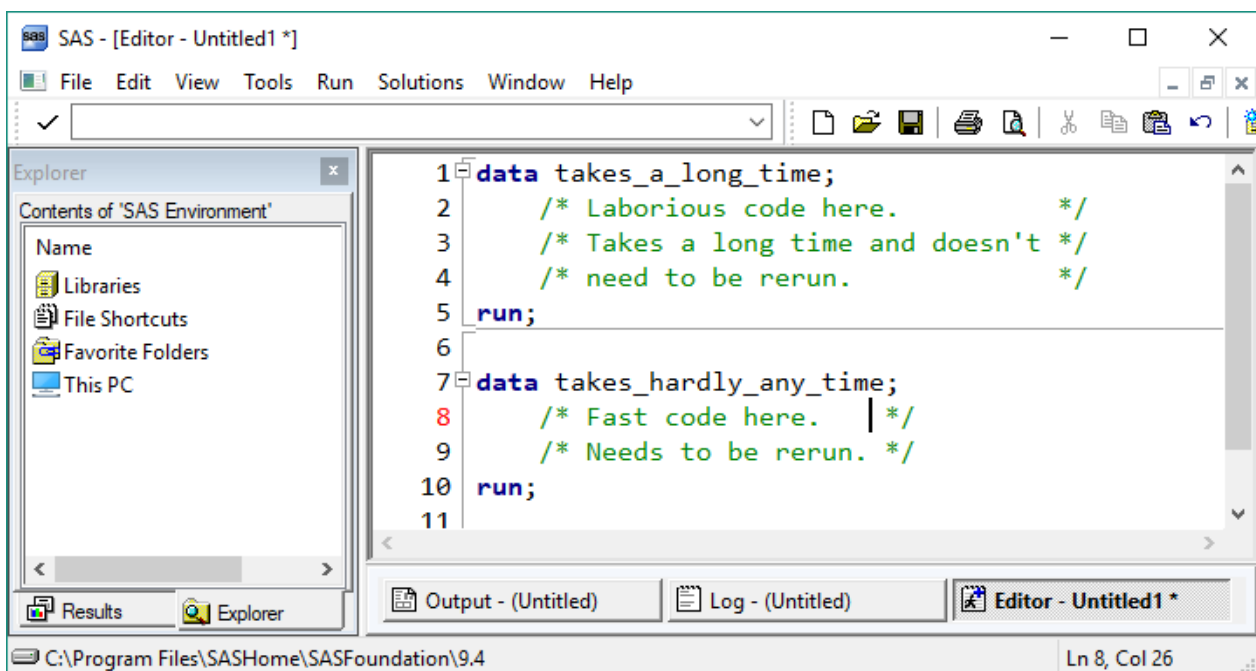 sas SAS - [Editor - Untitled1 *]
File Edit View Tools Run Solutions Window Help
Explorer
Contents of 'SAS Environment'
Name
Libraries
File Shortcuts
Favorite Folders
This PC
Results Explorer
1 data takes_a_long_time;
2 /* Laborious code here. */
3 /* Takes a long time and doesn't */
4 /* need to be rerun. */
5 run;
6
7 data takes_hardly_any_time;
8 /* Fast code here. */
9 /* Needs to be rerun. */
10 run;
11
Output - (Untitled) Log - (Untitled) Editor - Untitled1 *
C:\Program Files\SASHome\SASFoundation\9.4 Ln 8, Col 26